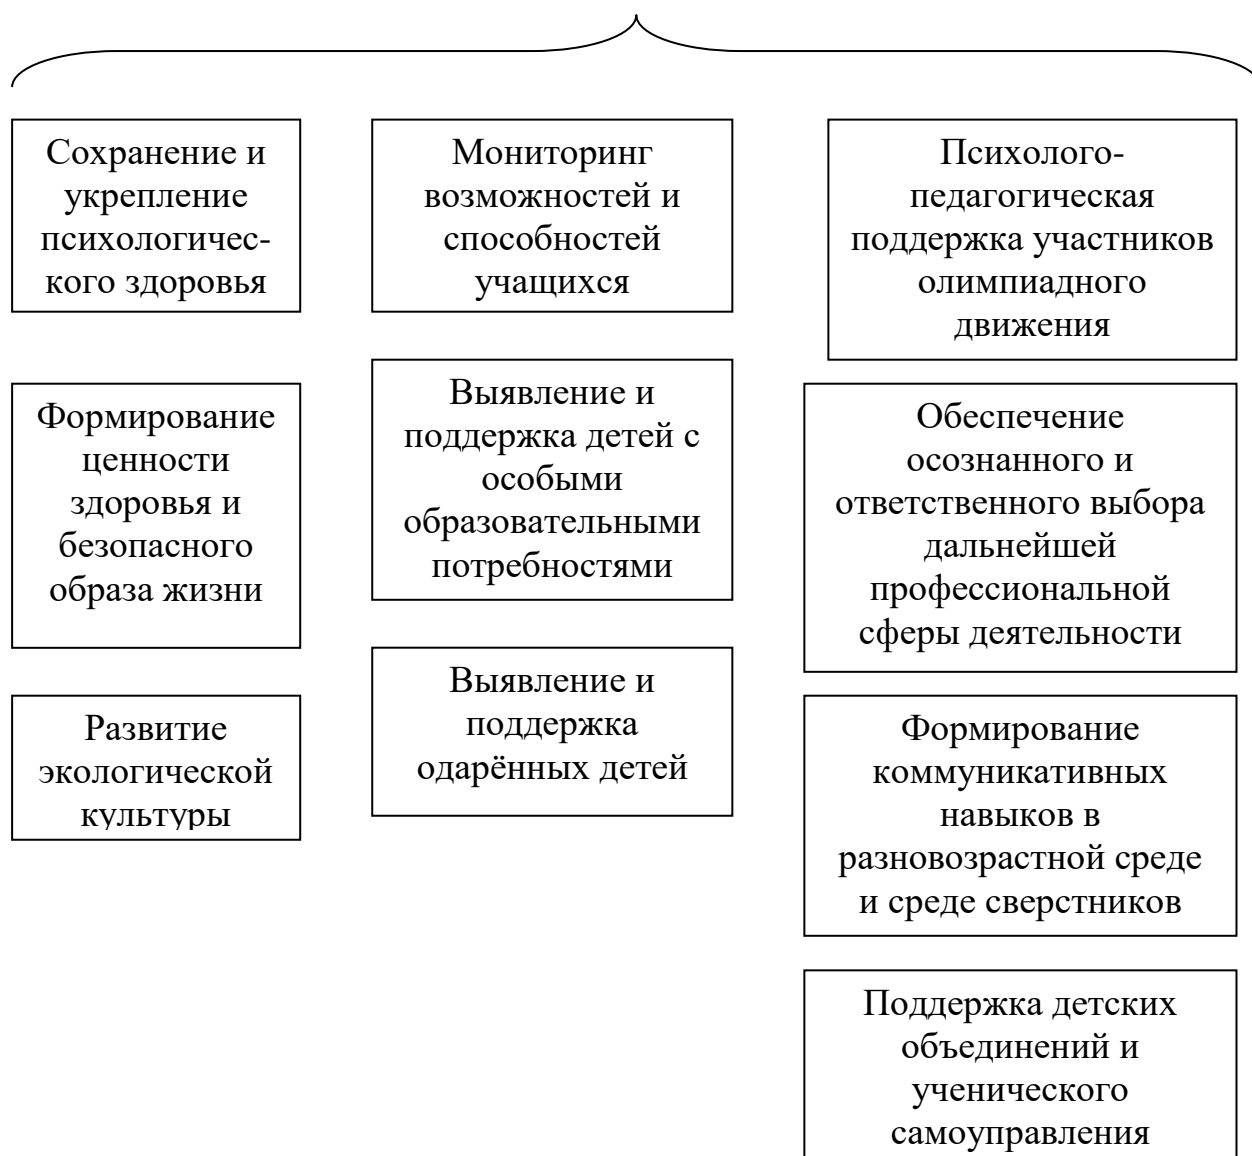 Сохранение и
укрепление
психологичес-
кого здоровья
Формирование
ценности
здоровья и
безопасного
образа жизни
Развитие
экологической
культуры
Мониторинг
возможностей и
способностей
учащихся
Выявление и
поддержка детей с
особыми
образовательными
потребностями
Выявление и
поддержка
одарённых детей
Психолого-
педагогическая
поддержка участников
олимпиадного
движения
Обеспечение
осознанного и
ответственного выбора
дальнейшей
профессиональной
сферы деятельности
Формирование
коммуникативных
навыков в
разновозрастной среде
и среде сверстников
Поддержка детских
объединений и
ученического
самоуправления